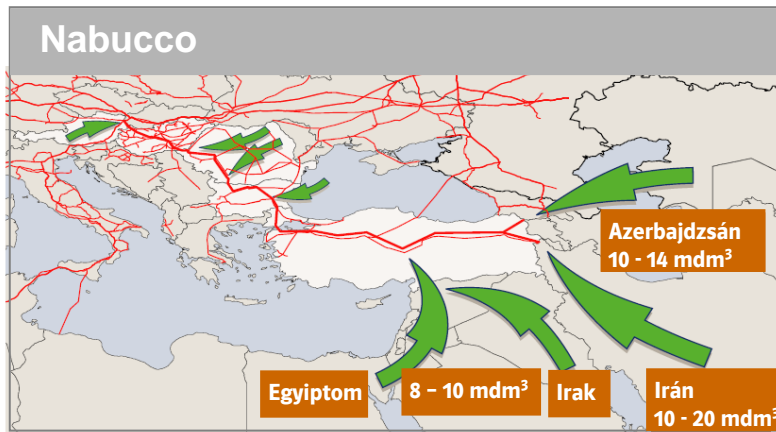 Nabucco
Azerbajdzsán
10 - 14 mdm³
Egyiptom
8 – 10 mdm³
Irak
Irán
10 - 20 mdm³